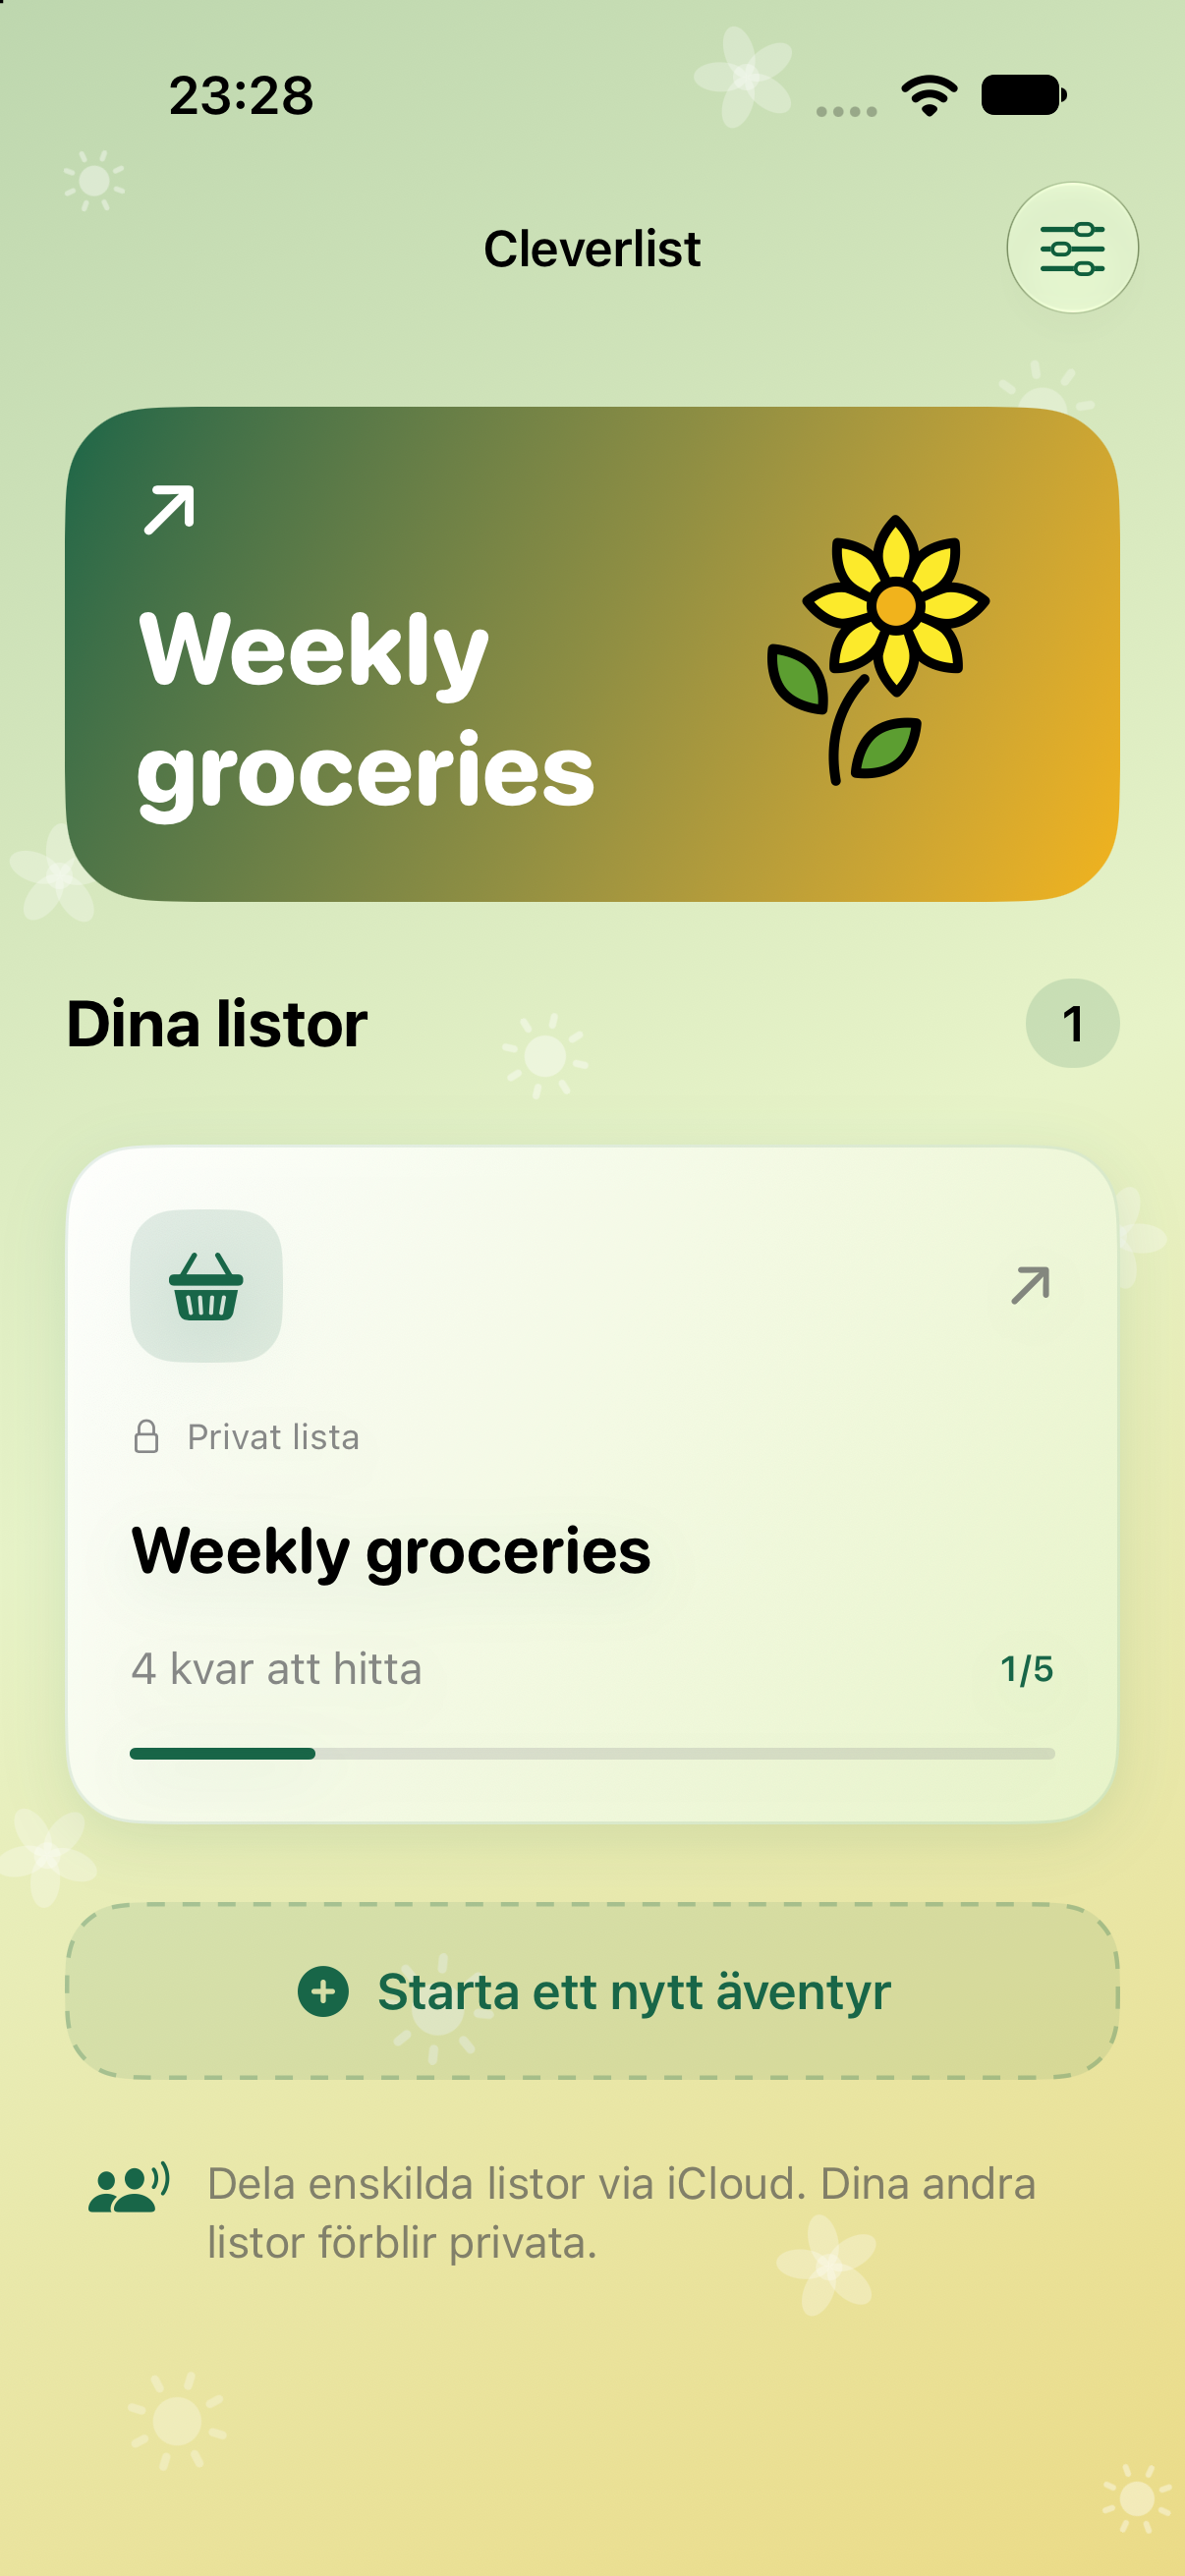 23:28
Cleverlist
Weekly
groceries
Dina listor
1
Privat lista
Weekly groceries
4 kvar att hitta
1/5
Starta ett nytt äventyr
Dela enskilda listor via iCloud. Dina andra
listor förblir privata.